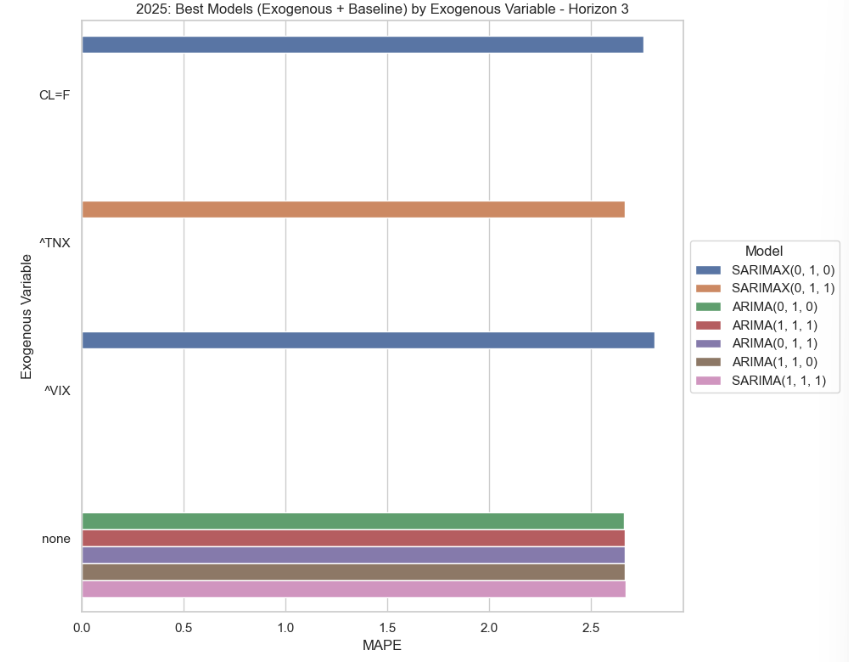 2025: Best Models (Exogenous + Baseline) by Exogenous Variable - Horizon 3
Exogenous Variable
CL=F
^TNX
^VIX
none
0.0 0.5 1.0 1.5 2.0 2.5
MAPE
Model
SARIMAX(0, 1, 0)
SARIMAX(0, 1, 1)
ARIMA(0, 1, 0)
ARIMA(1, 1, 1)
ARIMA(0, 1, 1)
ARIMA(1, 1, 0)
SARIMA(1, 1, 1)